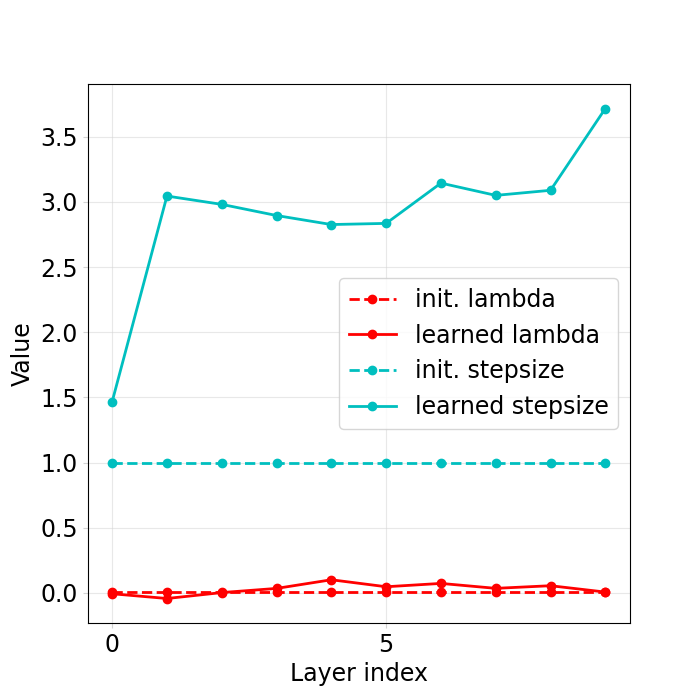 3.5
3.0
2.5
2.0
1.5
1.0
0.5
0.0
Value
init. lambda
learned lambda
init. stepsize
learned stepsize
0 5
Layer index